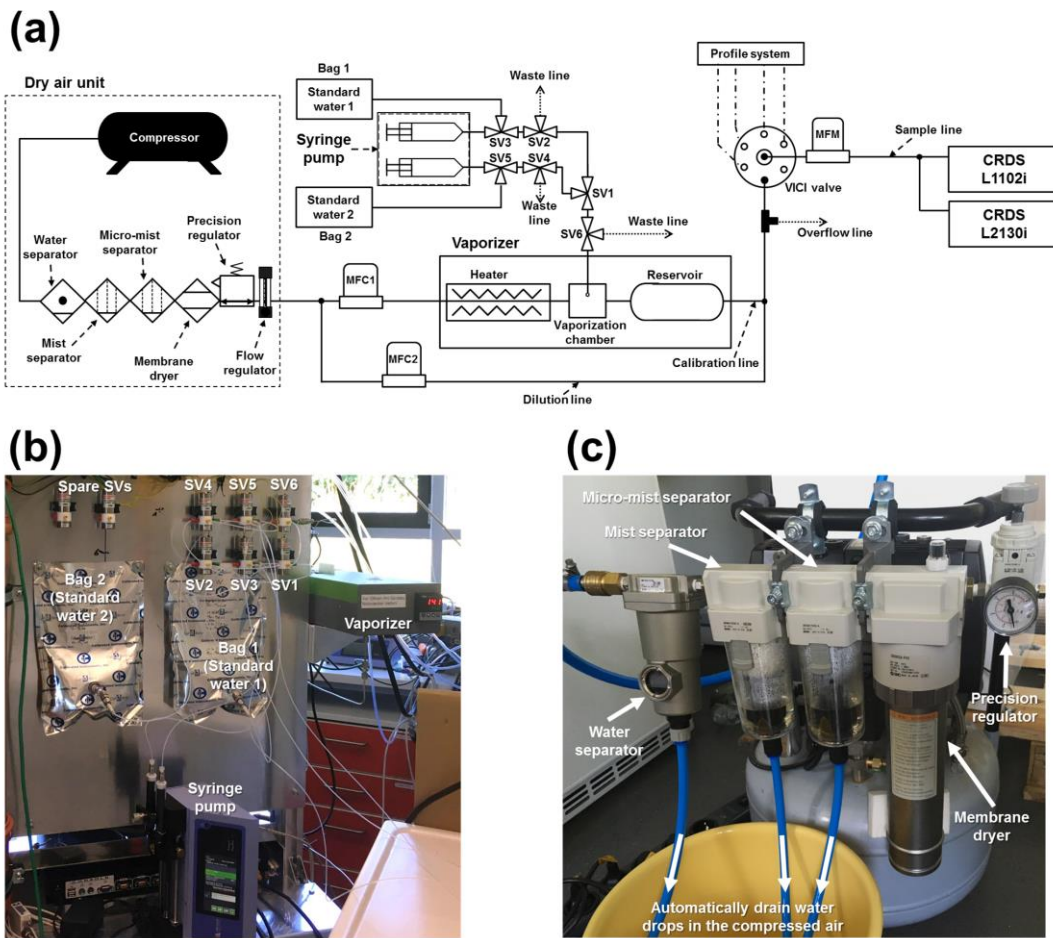 (a)
Dry air unit
Compressor
Water
separator
Micro-mist
separator
Precision
regulator
Mist
separator
Membrane
dryer
Flow
regulator
Bag 1
Standard
water 1
Syringe
pump
Standard
water 2
Bag 2
Waste line
SV3
SV2
SV5
SV4
Waste
line
SV1
SV6
Waste line
Vaporizer
Heater
Reservoir
Vaporization
chamber
MFC1
MFC2
Dilution line
Calibration line
Profile system
VICI valve
MFM
Sample line
Overflow line
CRDS
L1102i
CRDS
L2130i
(b)
Spare SVs
SV4
SV5
SV6
SV2
SV3
SV1
Bag 2
(Standard
water 2)
Bag 1
(Standard
water 1)
Vaporizer
Syringe
pump
(c)
Micro-mist separator
Mist separator
Water
separator
Precision
regulator
Membrane
dryer
Automatically drain water
drops in the compressed air